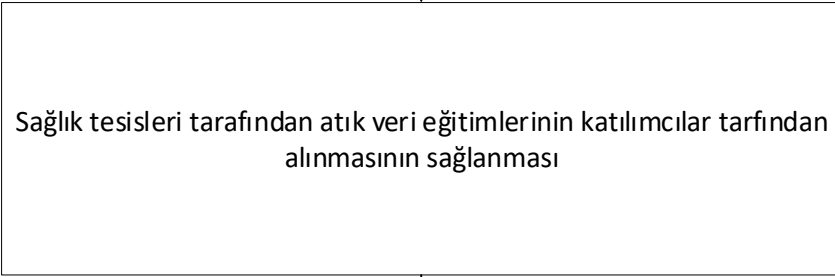 Sağlık tesisleri tarafından atık veri eğitimlerinin katılımcılar tarfından
alınmasının sağlanması